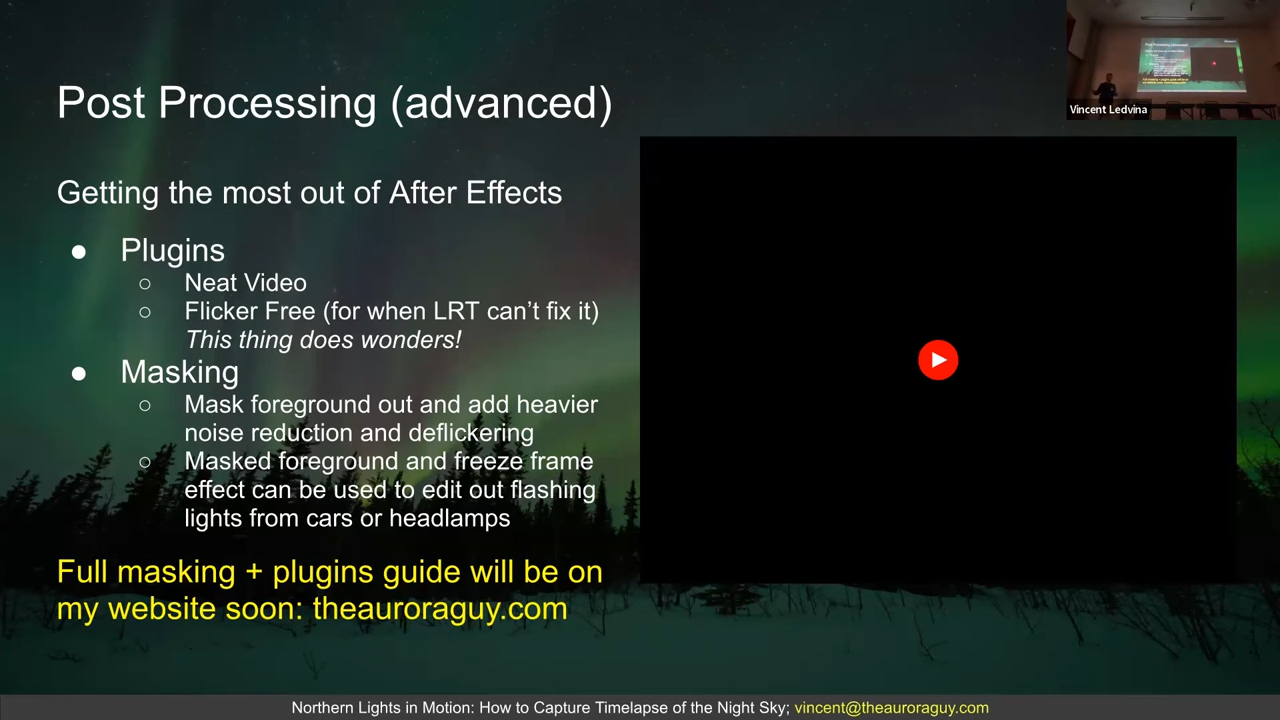 Post Processing (advanced)
Vincent Ledvina
Getting the most out of After Effects
● Plugins
○ Neat Video
○ Flicker Free (for when LRT can’t fix it)
This thing does wonders!
● Masking
○ Mask foreground out and add heavier
noise reduction and deflickering
○ Masked foreground and freeze frame
effect can be used to edit out flashing
lights from cars or headlamps
Full masking + plugins guide will be on
my website soon: theauroraguy.com
Northern Lights in Motion: How to Capture Timelapse of the Night Sky; vincent@theauroraguy.com